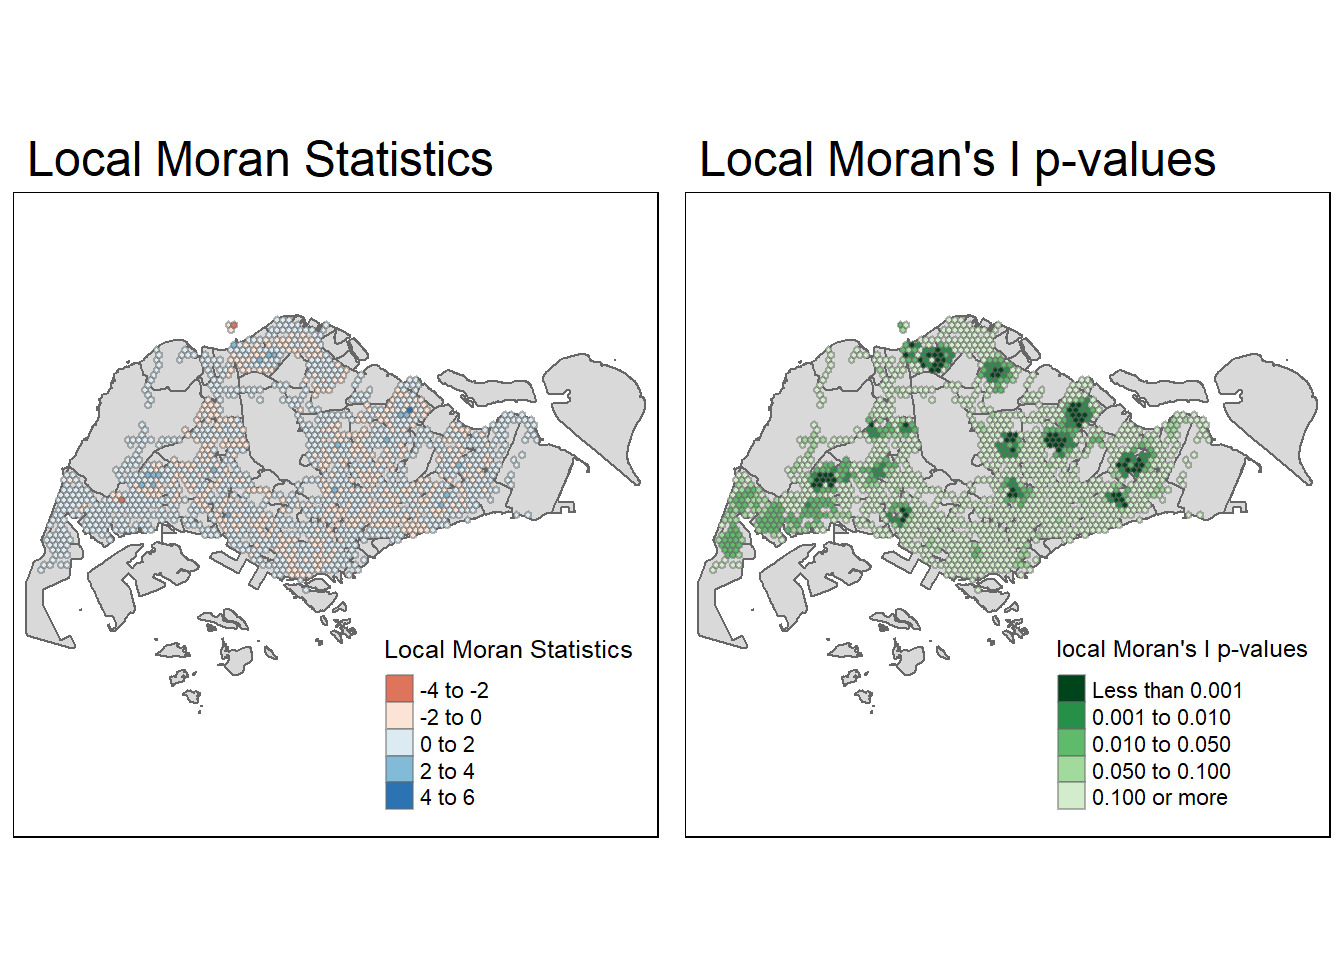 Local Moran Statistics
Local Moran Statistics
-4 to -2
-2 to 0
0 to 2
2 to 4
4 to 6
Local Moran's I p-values
local Moran's I p-values
Less than 0.001
0.001 to 0.010
0.010 to 0.050
0.050 to 0.100
0.100 or more